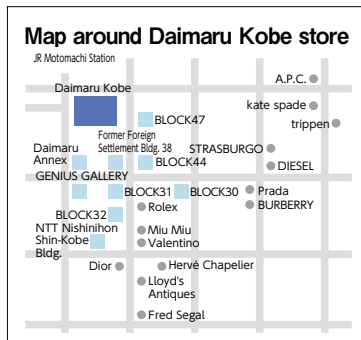 Map around Daimaru Kobe store
JR Motomachi Station
A.P.C.
Daimaru Kobe
kate spade
BLOCK47
trippen
Former Foreign
Settlement Bldg. 38
Daimaru
Annex
STRASBURGO
BLOCK44
DIESEL
GENIUS GALLERY
BLOCK31
BLOCK30
Prada
Rolex
BURBERRY
BLOCK32
NTT Nishinihon
Shin-Kobe
Bldg.
Miu Miu
Valentino
Dior
Hervé Chapelier
Lloyd's
Antiques
Fred Segal